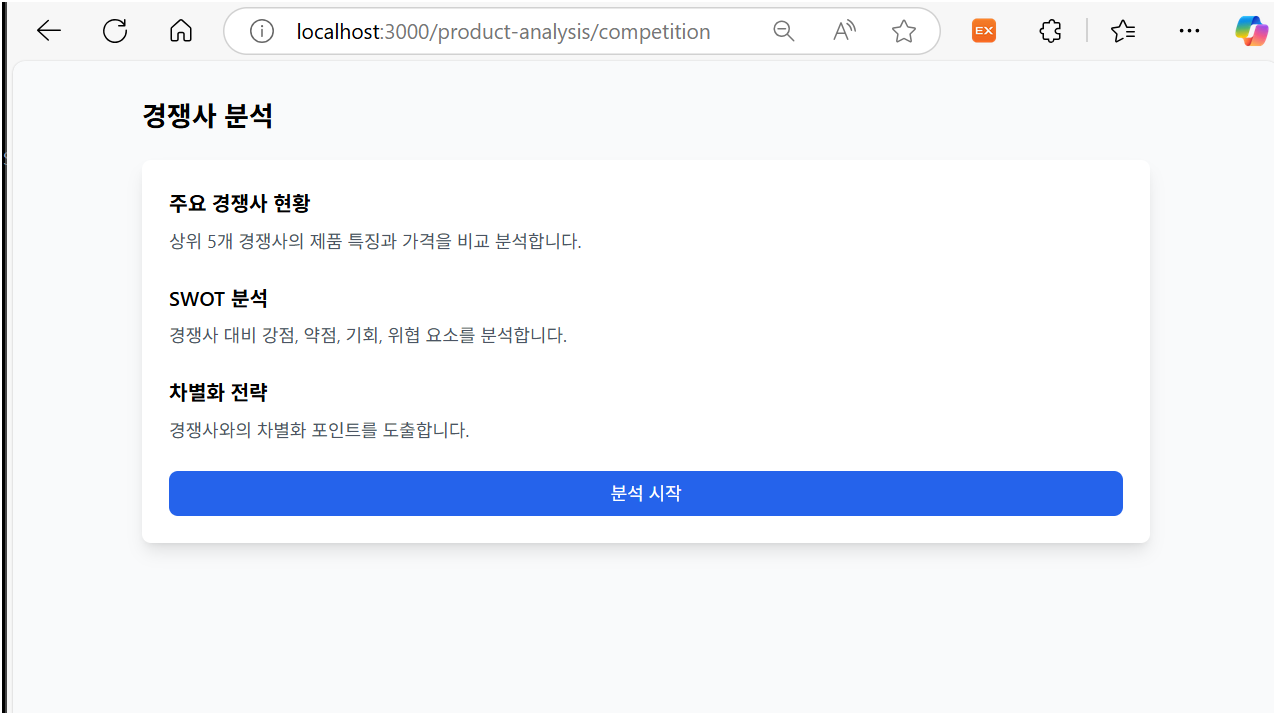 localhost:3000/product-analysis/competition
EX
경쟁사 분석
주요 경쟁사 현황
상위 5개 경쟁사의 제품 특징과 가격을 비교 분석합니다.
SWOT 분석
경쟁사 대비 강점, 약점, 기회, 위협 요소를 분석합니다.
차별화 전략
경쟁사와의 차별화 포인트를 도출합니다.
분석 시작